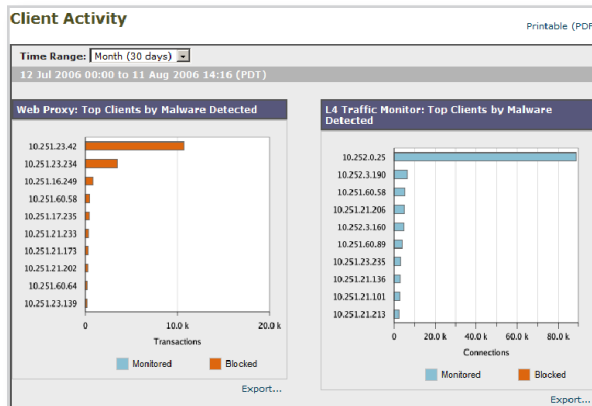 Client Activity
Printable (PDF
Time Range: Month (30 days)
12 Jul 2006 00:00 to 11 Aug 2006 14:16 (PDT)
Web Proxy: Top Clients by Malware Detected
10.251.23.42
10.251.23.234
10.251.16.249
10.251.60.58
10.251.17.235
10.251.21.233
10.251.21.173
10.251.21.202
10.251.60.64
10.251.23.139
0 10.0 k 20.0 k
Transactions
Monitored Blocked
Export...
L4 Traffic Monitor: Top Clients by Malware
Detected
10.252.0.25
10.252.3.190
10.251.60.58
10.251.21.206
10.252.3.160
10.251.60.89
10.251.23.235
10.251.21.136
10.251.21.101
10.251.21.213
0 20.0 k 40.0 k 60.0 k 80.0 k
Connections
Monitored Blocked
Export...